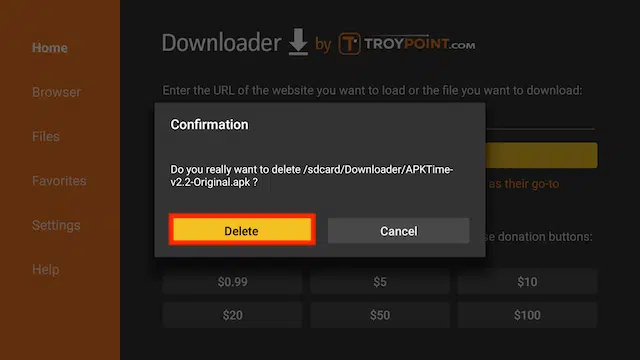 Home
Downloader by TROYPOINT.COM
Browser
Enter the URL of the website you want to load or the file you want to download:
Confirmation
Files
Do you really want to delete /sdcard/Downloader/APKTime-
v2.2-Original.apk ?
Favorites
as their go-to
Settings
Delete
Cancel
se donation buttons:
Help
$0.99
$5
$10
$20
$50
$100